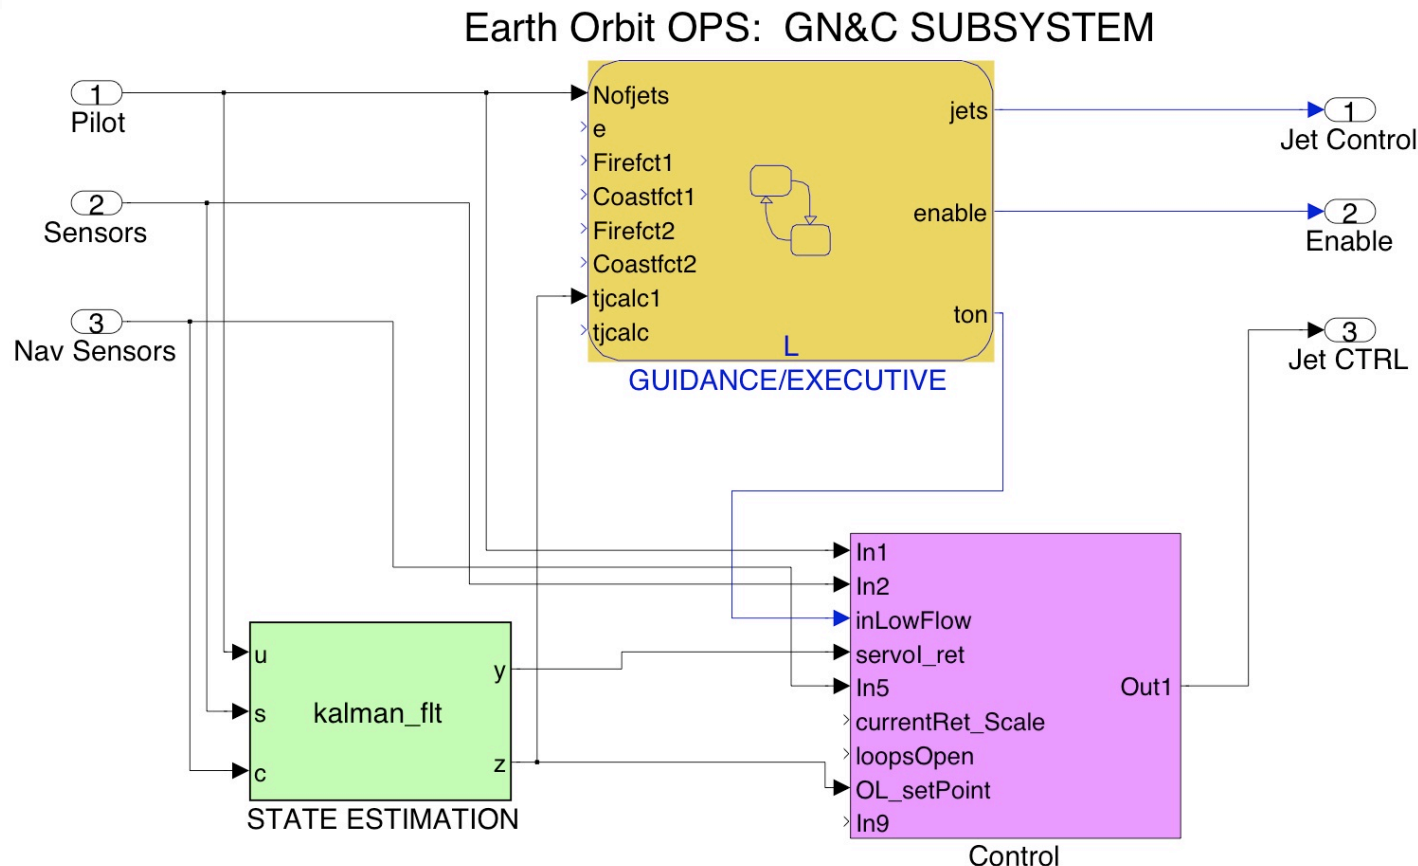 Earth Orbit OPS:  GN&C SUBSYSTEM
1
Pilot
2
Sensors
3
Nav Sensors
Nofjets
e
Firefct1
Coastfct1
Firefct2
Coastfct2
tjcalc1
tjcalc
jets
enable
ton
L
GUIDANCE/EXECUTIVE
1
Jet Control
2
Enable
3
Jet CTRL
u
s
c
kalman_flt
y
z
STATE ESTIMATION
In1
In2
inLowFlow
servoI_ret
In5
currentRet_Scale
loopsOpen
OL_setPoint
In9
Out1
Control